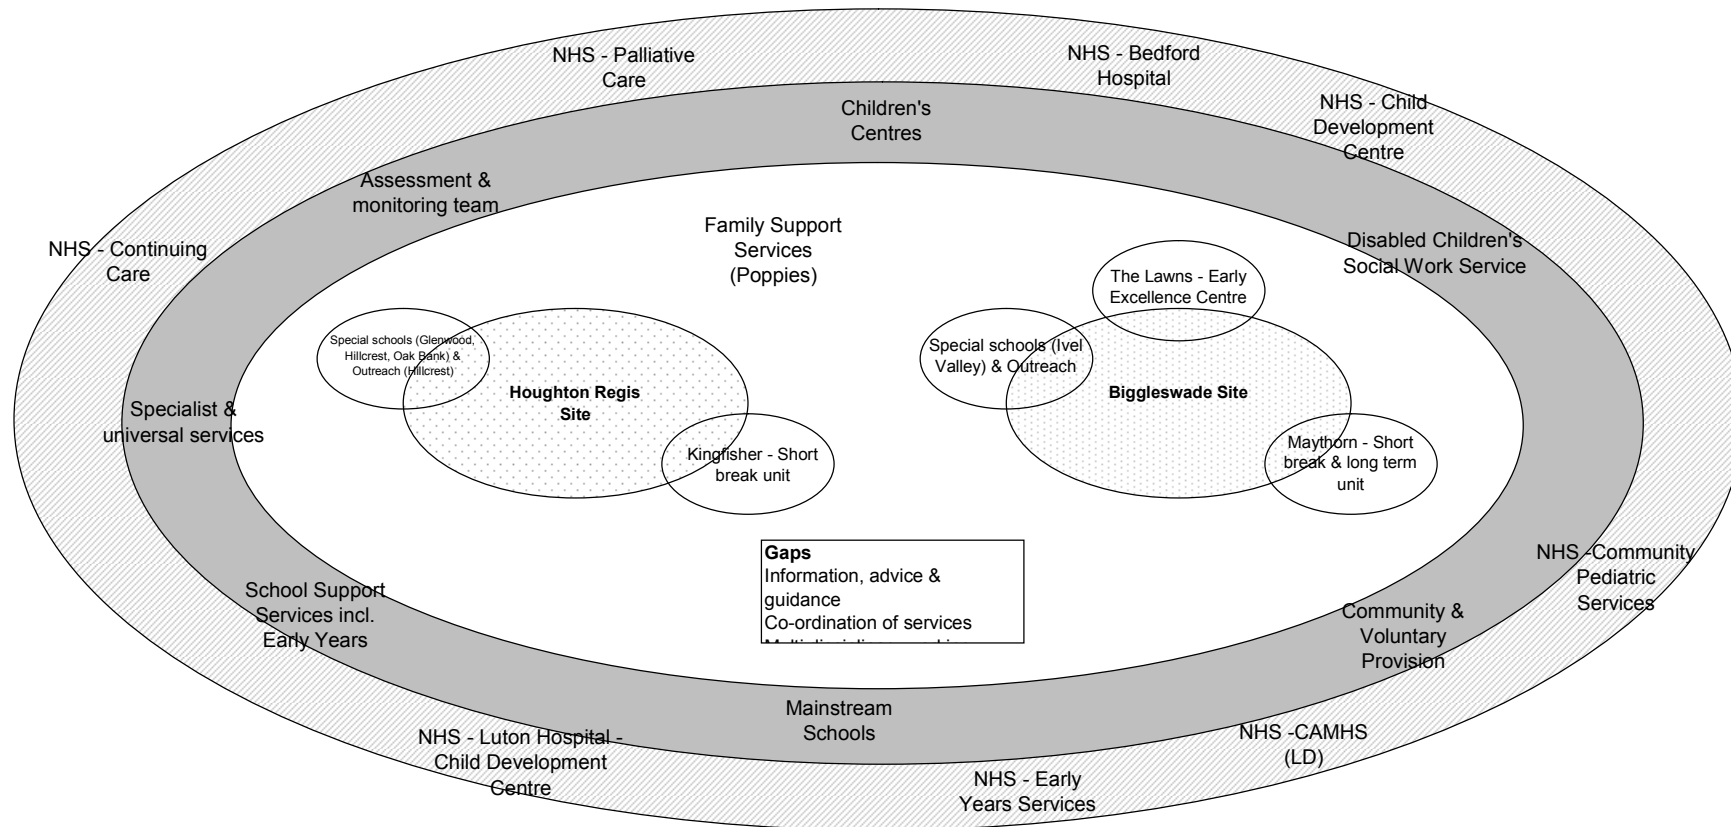 NHS - Palliative
Care
NHS - Bedford
Hospital
NHS - Child
Development
Centre
Children's
Centres
Assessment &
monitoring team
NHS - Continuing
Care
Family Support
Services
(Poppies)
Disabled Children's
Social Work Service
The Lawns - Early
Excellence Centre
Special schools (Glenwood,
Hillcrest, Oak Bank) &
Outreach (Hillcrest)
Houghton Regis
Site
Special schools (Ivel
Valley) & Outreach
Biggleswade Site
Specialist &
universal services
Kingfisher - Short
break unit
Maythorn - Short
break & long term
unit
Gaps
Information, advice &
guidance
Co-ordination of services
NHS -Community
Pediatric
Services
School Support
Services incl.
Early Years
Community &
Voluntary
Provision
Mainstream
Schools
NHS - Luton Hospital -
Child Development
Centre
NHS -CAMHS
(LD)
NHS - Early
Years Services